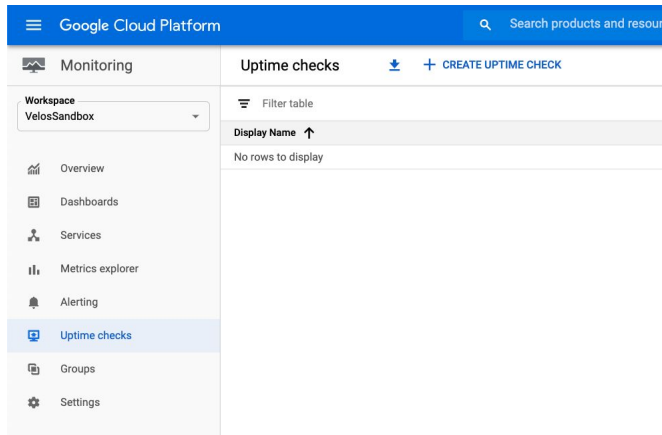 Google Cloud Platform
Search products and resour
Monitoring
Uptime checks
CREATE UPTIME CHECK
Workspace
VelosSandbox
Filter table
Display Name
No rows to display
Overview
Dashboards
Services
Metrics explorer
Alerting
Uptime checks
Groups
Settings